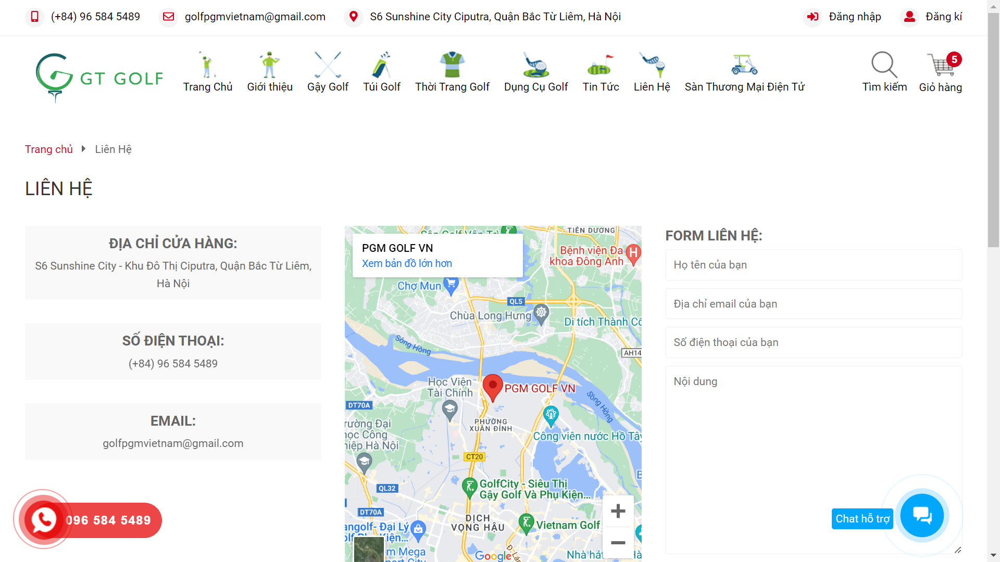 (+84) 96 584 5489
golfpgmvietnam@gmail.com
S6 Sunshine City Ciputra, Quận Bắc Từ Liêm, Hà Nội
Đăng nhập
Đăng kí
GT GOLF
Trang Chủ
Giới thiệu
Gậy Golf
Túi Golf
Thời Trang Golf
Dụng Cụ Golf
Tin Tức
Liên Hệ
Sàn Thương Mại Điện Tử
Tìm kiếm
5
Giỏ hàng
Trang chủ
Liên Hệ
LIÊN HỆ
ĐỊA CHỈ CỬA HÀNG:
S6 Sunshine City - Khu Đô Thị Ciputra, Quận Bắc Từ Liêm,
Hà Nội
SỐ ĐIỆN THOẠI:
(+84) 96 584 5489
EMAIL:
golfpgmvietnam@gmail.com
096 584 5489
PGM GOLF VN
Xem bản đồ lớn hơn
TIÊN DƯƠNG
Bệnh viện Đa
khoa Đông Anh
Chợ Mun
QL5
Chùa Long Hưng
Di tích Thành Cổ
Sông Hồng
AH14
Học Viện
Tài Chính
PGM GOLF VN
Sông Hồng
DT70A
PHƯỜNG
XUÂN ĐỈNH
rường Đại
học Công
hiệp Hà Nội
Công viên nước Hồ Tây
CT20
GolfCity - Siêu Thị
Gậy Golf Và Phụ Kiện...
QL32
DT70A
DỊCH
VỌNG HẬU
Vietnam Golf
angolf- Đại Lý
olf Phụ Kiện...
m Mega
mart City
Google
Đ. Lán
Nhà hát
FORM LIÊN HỆ:
Họ tên của bạn
Địa chỉ email của bạn
Số điện thoại của bạn
Nội dung
Chat hỗ trợ